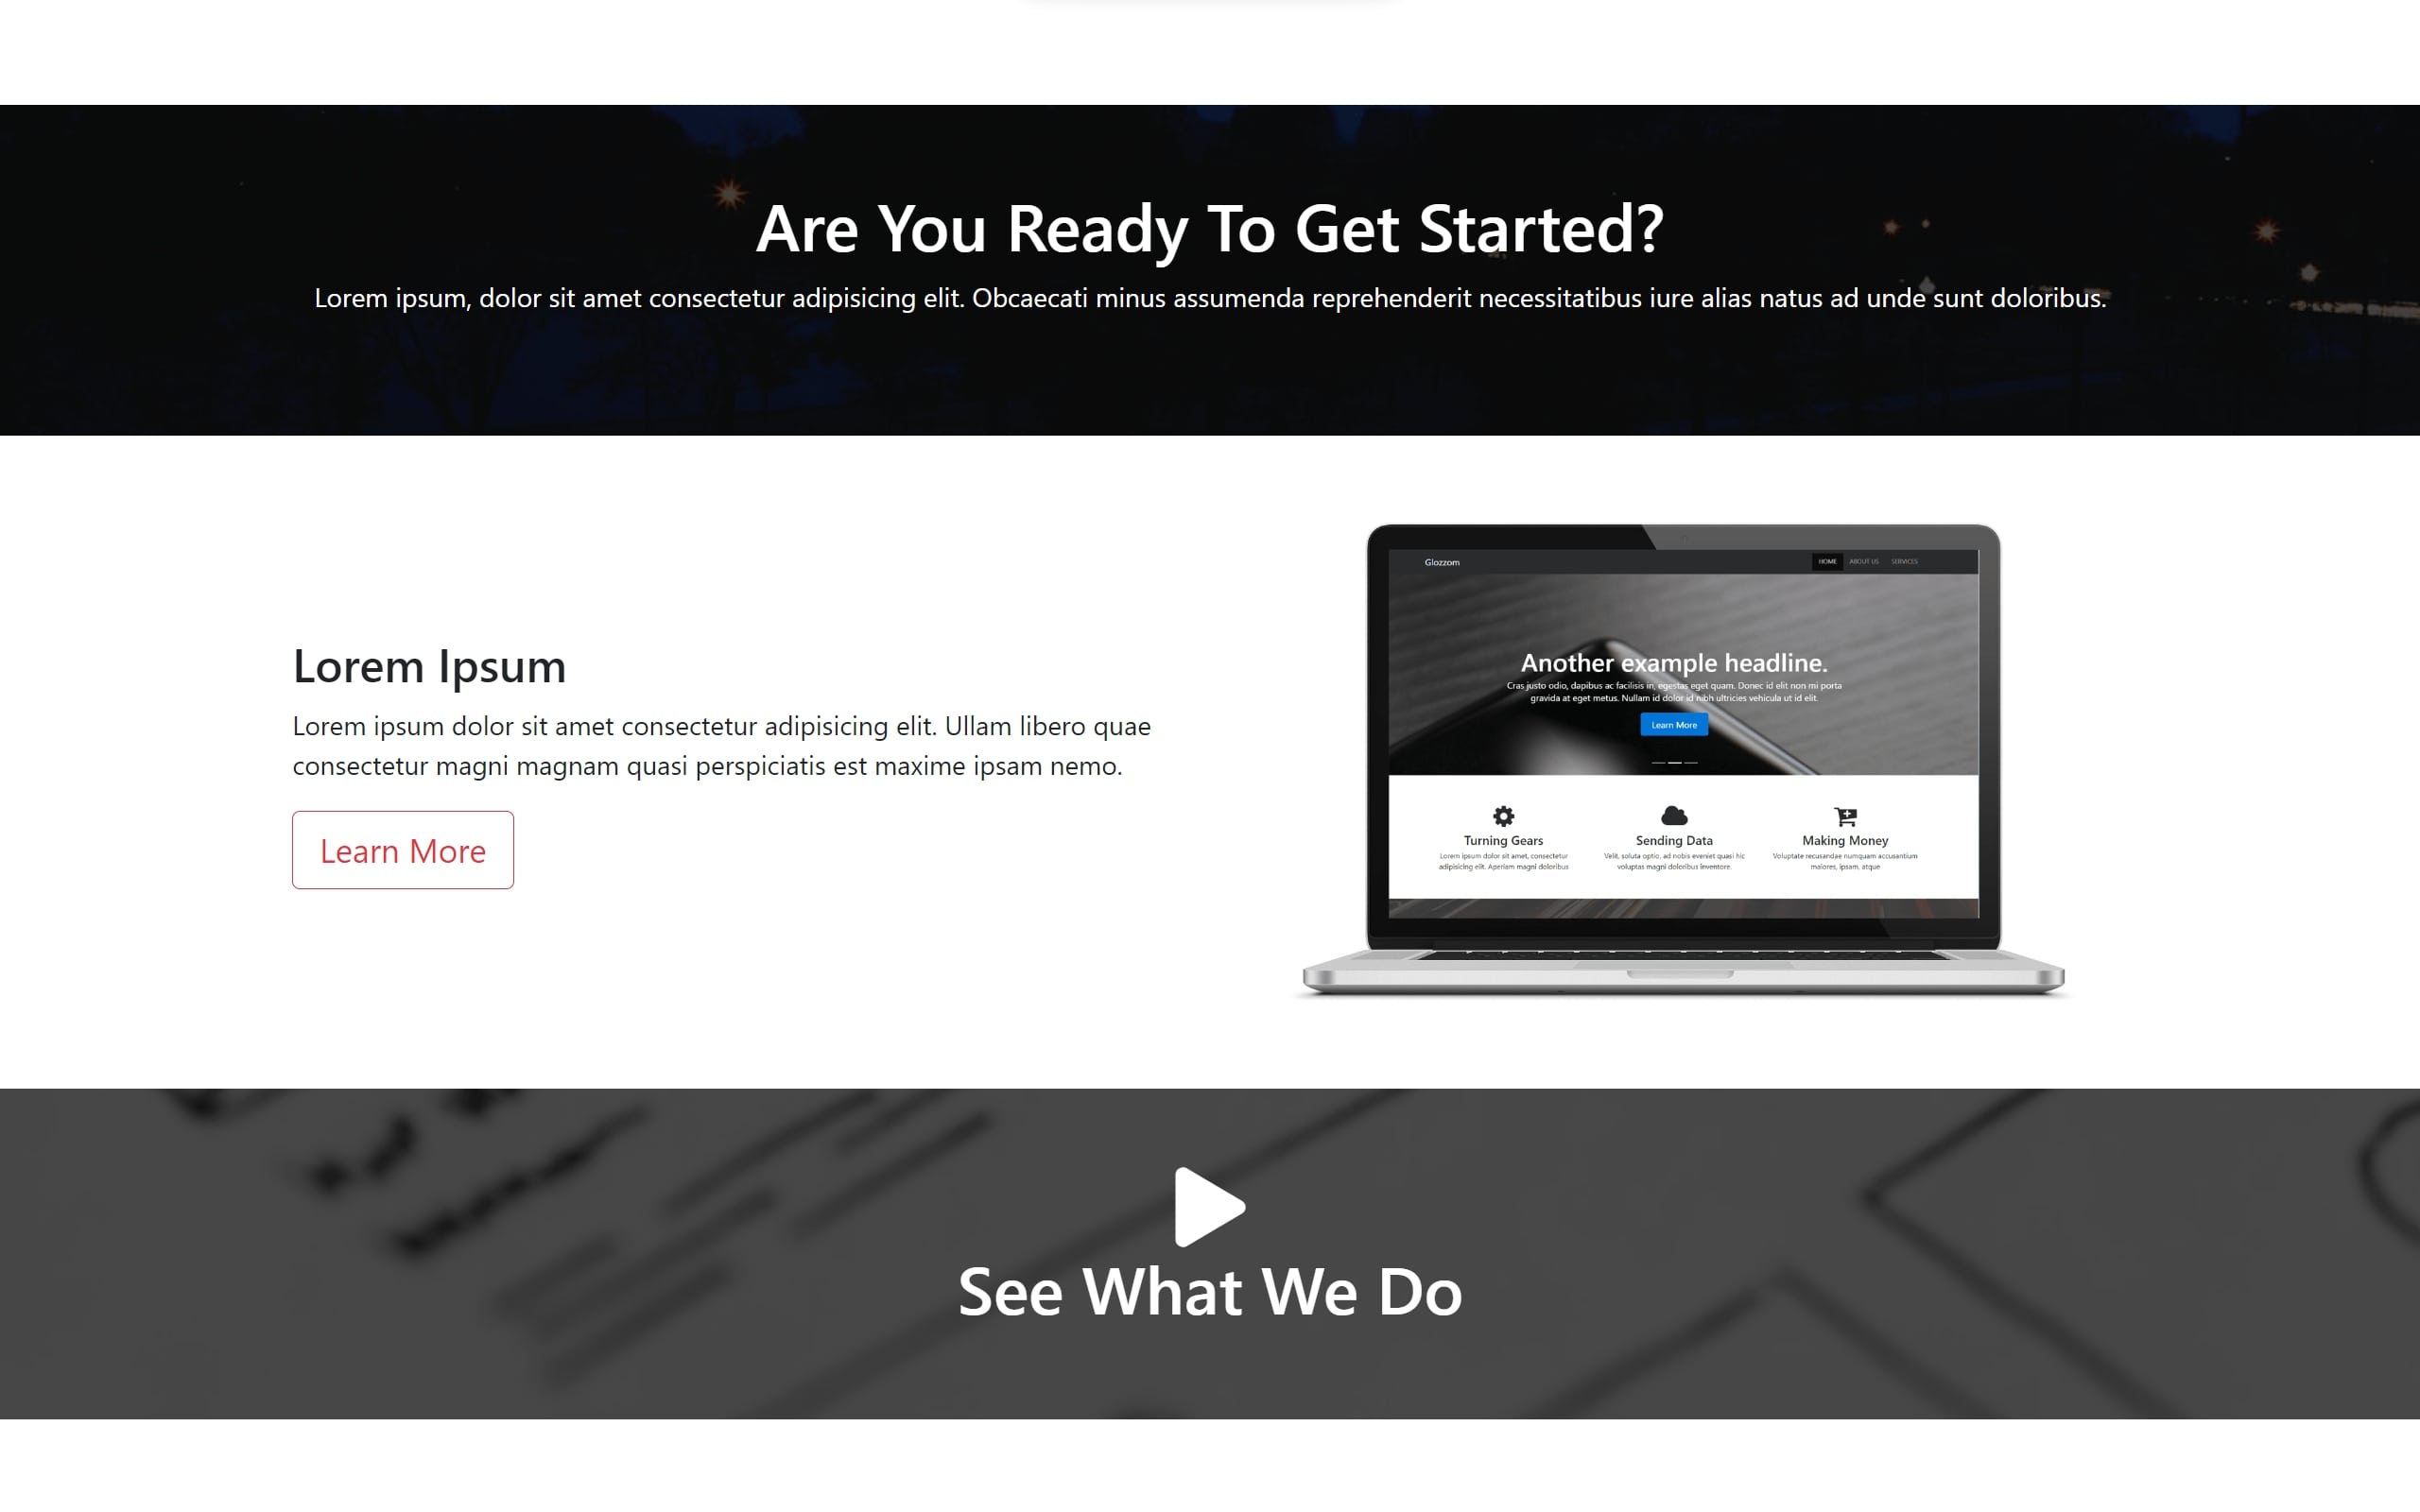 Are You Ready To Get Started?
Lorem ipsum, dolor sit amet consectetur adipisicing elit. Obcaecati minus assumenda reprehenderit necessitatibus iure alias natus ad unde sunt doloribus.
Lorem Ipsum
Lorem ipsum dolor sit amet consectetur adipisicing elit. Ullam libero quae
consectetur magni magnam quasi perspiciatis est maxime ipsam nemo.
Learn More
Glozzom
HOME ABOUT US SERVICES
Another example headline.
Cras justo odio, dapibus ac facilisis in, egestas eget quam. Donec id elit non mi porta
gravida at eget metus. Nullam id dolor id nibh ultricies vehicula ut id elit.
Learn More
Turning Gears
Lorem ipsum dolor sit amet, consectetur
adipisicing elit. Aperiam magni doloribus
Sending Data
Velit, soluta optio, ad nobis eveniet quasi hic
voluptas magni doloribus inventore.
Making Money
Voluptate recusandae numquam accusantium
maiores, ipsam, atque
See What We Do